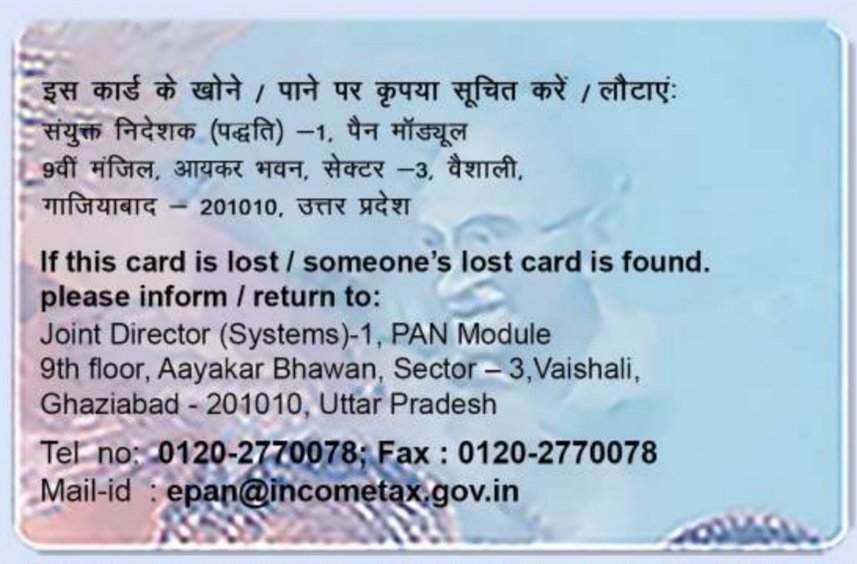 इस कार्ड के खोने / पाने पर कृपया सूचित करें / लौटाएं:
संयुक्त निदेशक (पद्धति) –1, पैन मॉड्यूल
9वीं मंजिल, आयकर भवन, सेक्टर –3, वैशाली,
गाजियाबाद – 201010, उत्तर प्रदेश
If this card is lost / someone's lost card is found.
please inform / return to:
Joint Director (Systems)-1, PAN Module
9th floor, Aayakar Bhawan, Sector – 3,Vaishali,
Ghaziabad - 201010, Uttar Pradesh
Tel no: 0120-2770078; Fax : 0120-2770078
Mail-id : epan@incometax.gov.in